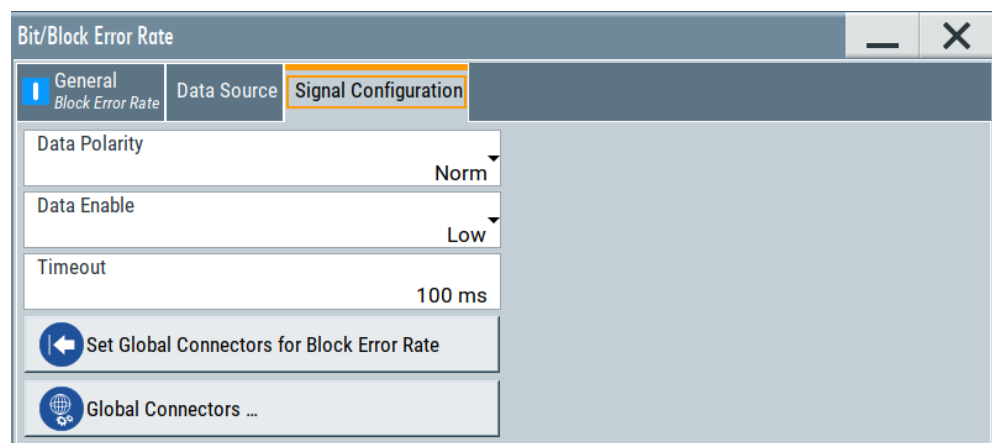 Bit/Block Error Rate
General
Block Error Rate
Data Source
Signal Configuration
Data Polarity
Norm
Data Enable
Low
Timeout
100 ms
Set Global Connectors for Block Error Rate
Global Connectors ...